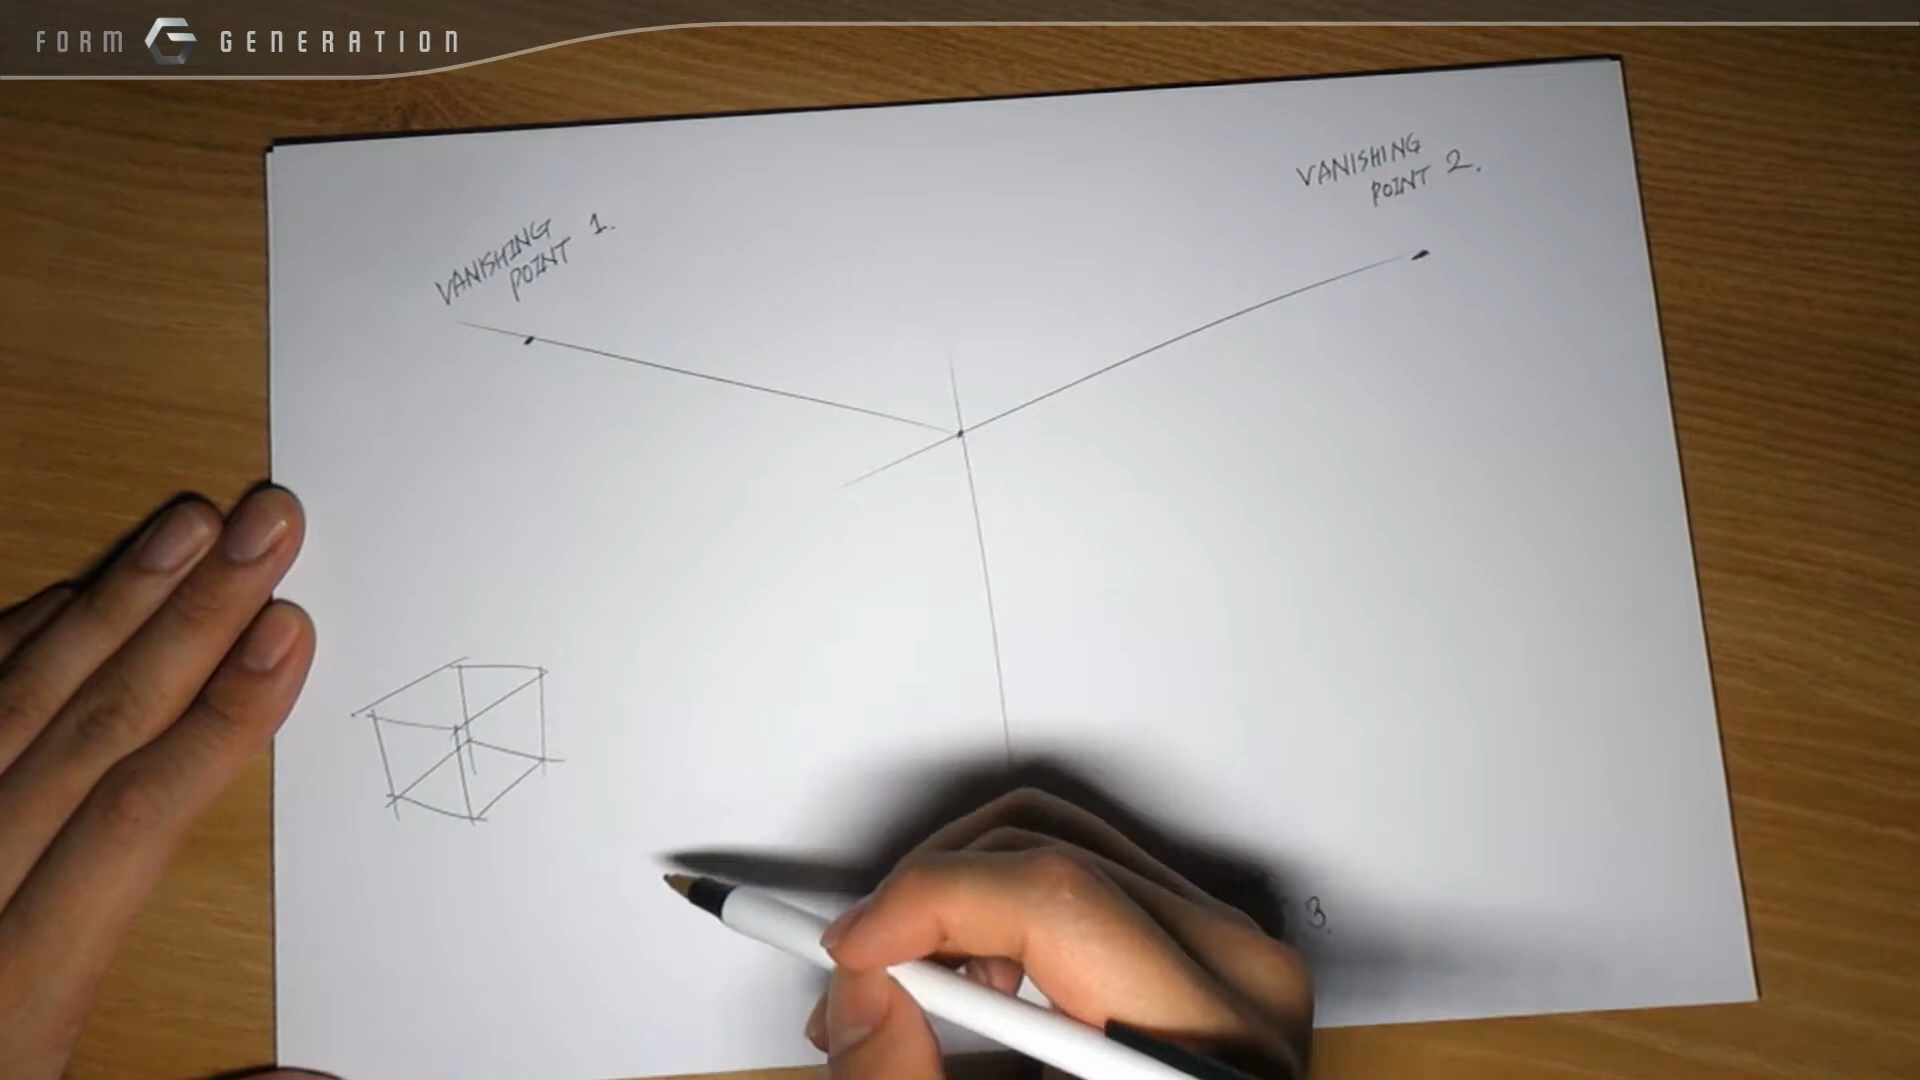 FORM GENERATION
VANISHING
POINT 1.
VANISHING
POINT 2.
3.